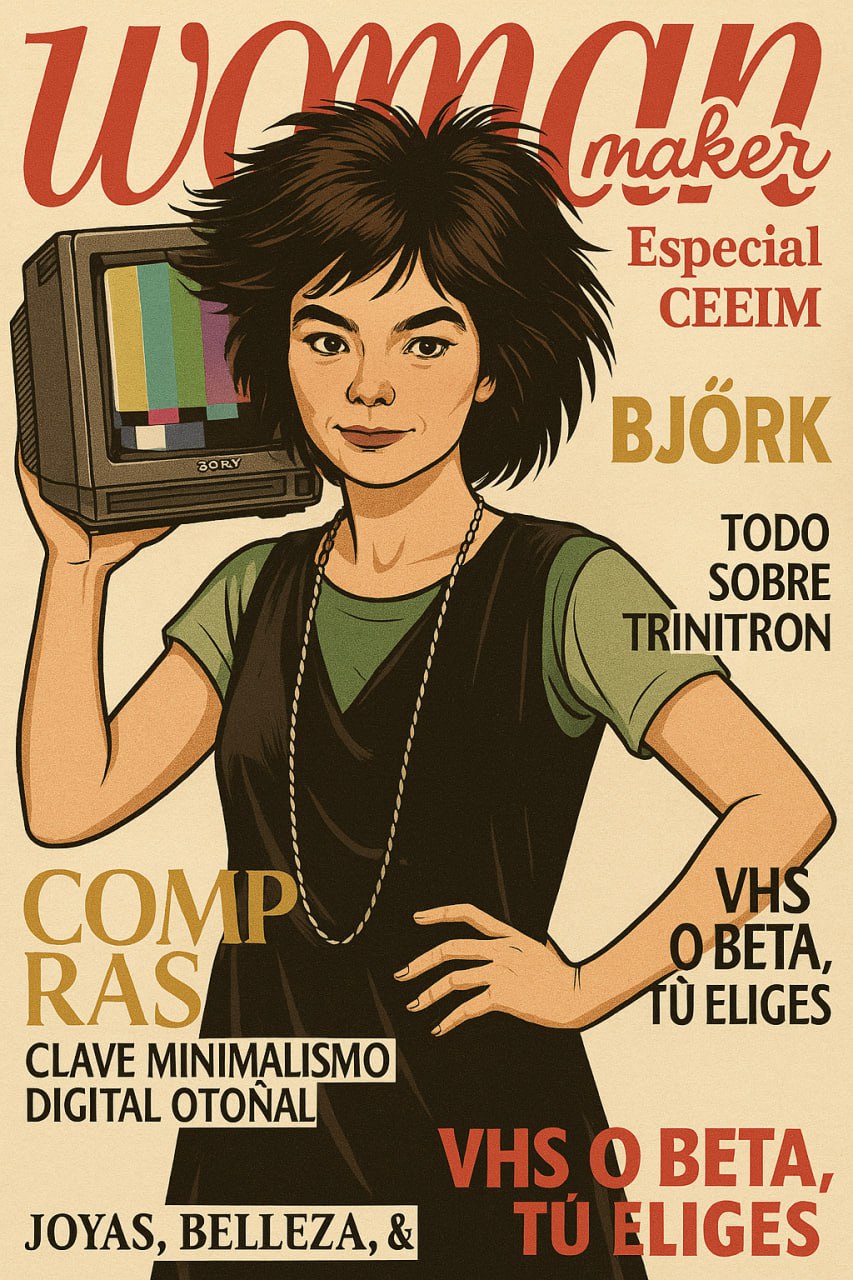 woman
maker
Especial
CEEIM
BJŐRK
TODO
SOBRE
TRINITRON
3ORY
COMP
RAS
CLAVE MINIMALISMO
DIGITAL OTOÑAL
JOYAS, BELLEZA, &
VHS
O BETA,
TÙ ELIGES
VHS O BETA,
TÚ ELIGES